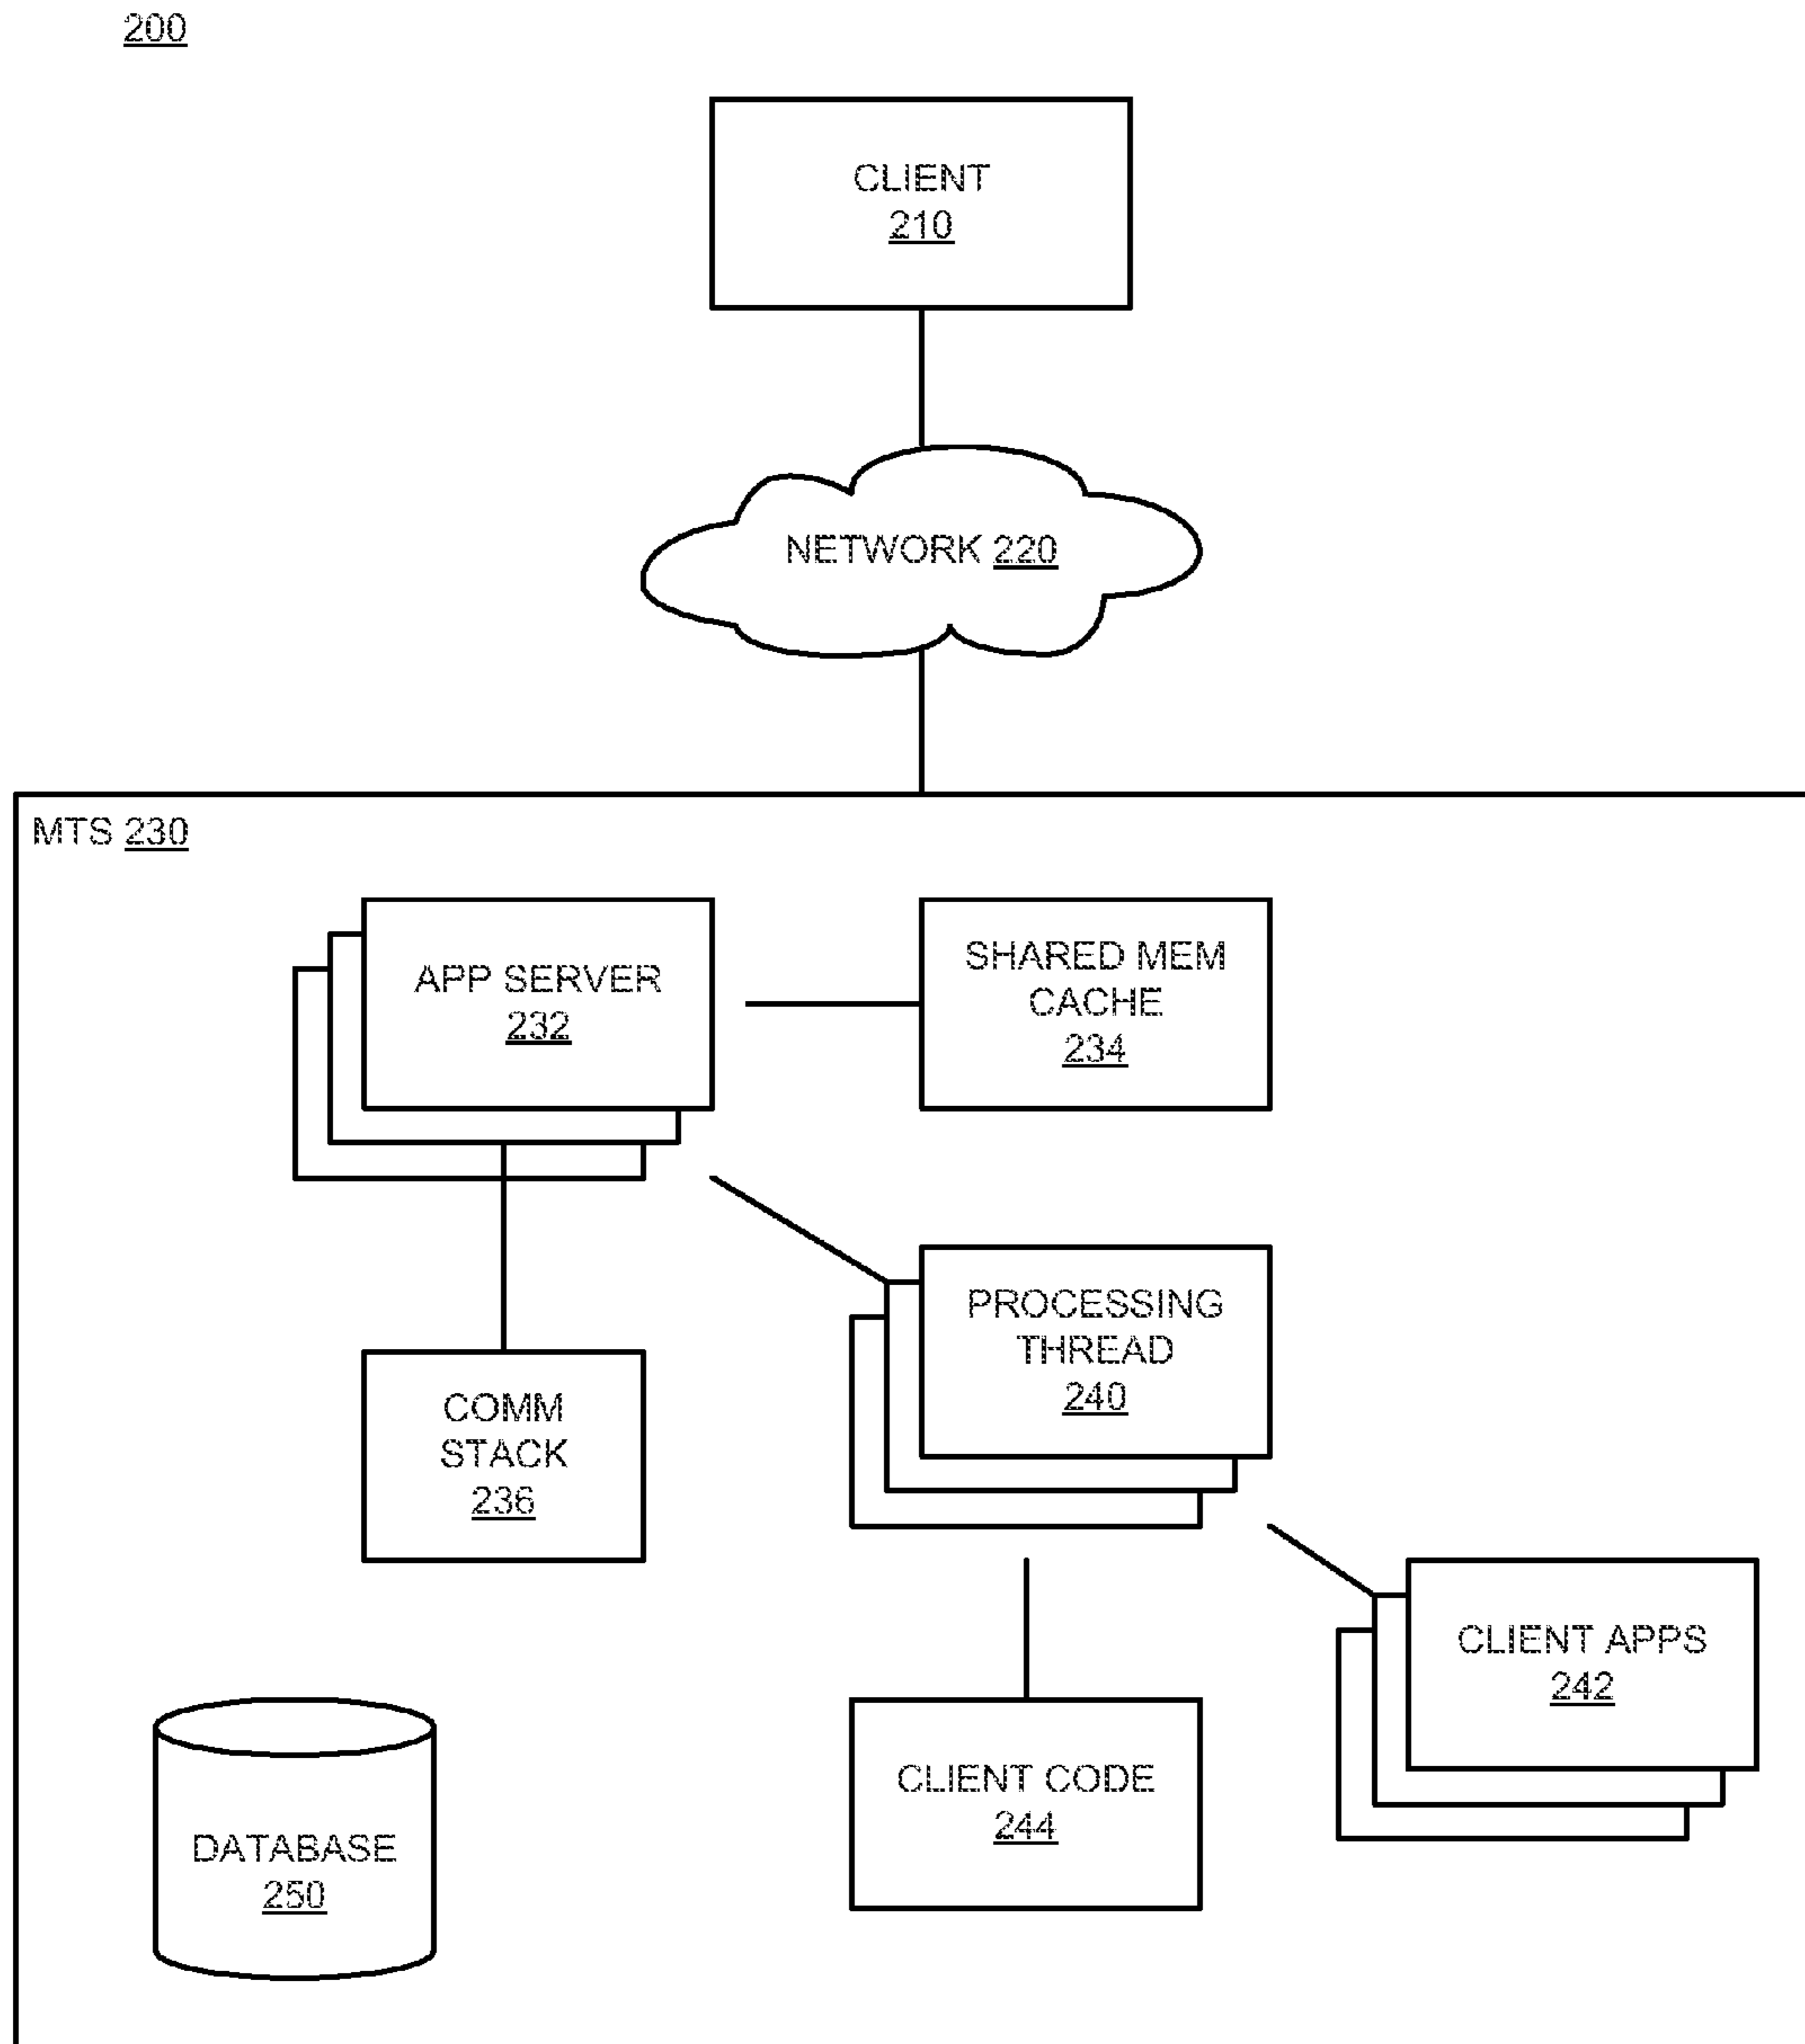 200
CLIENT
210
NETWORK 220
MTS 230
APP SERVER
232
SHARED MEM
CACHE
234
PROCESSING
THREAD
240
COMM
STACK
236
CLIENT APPS
242
CLIENT CODE
244
DATABASE
250